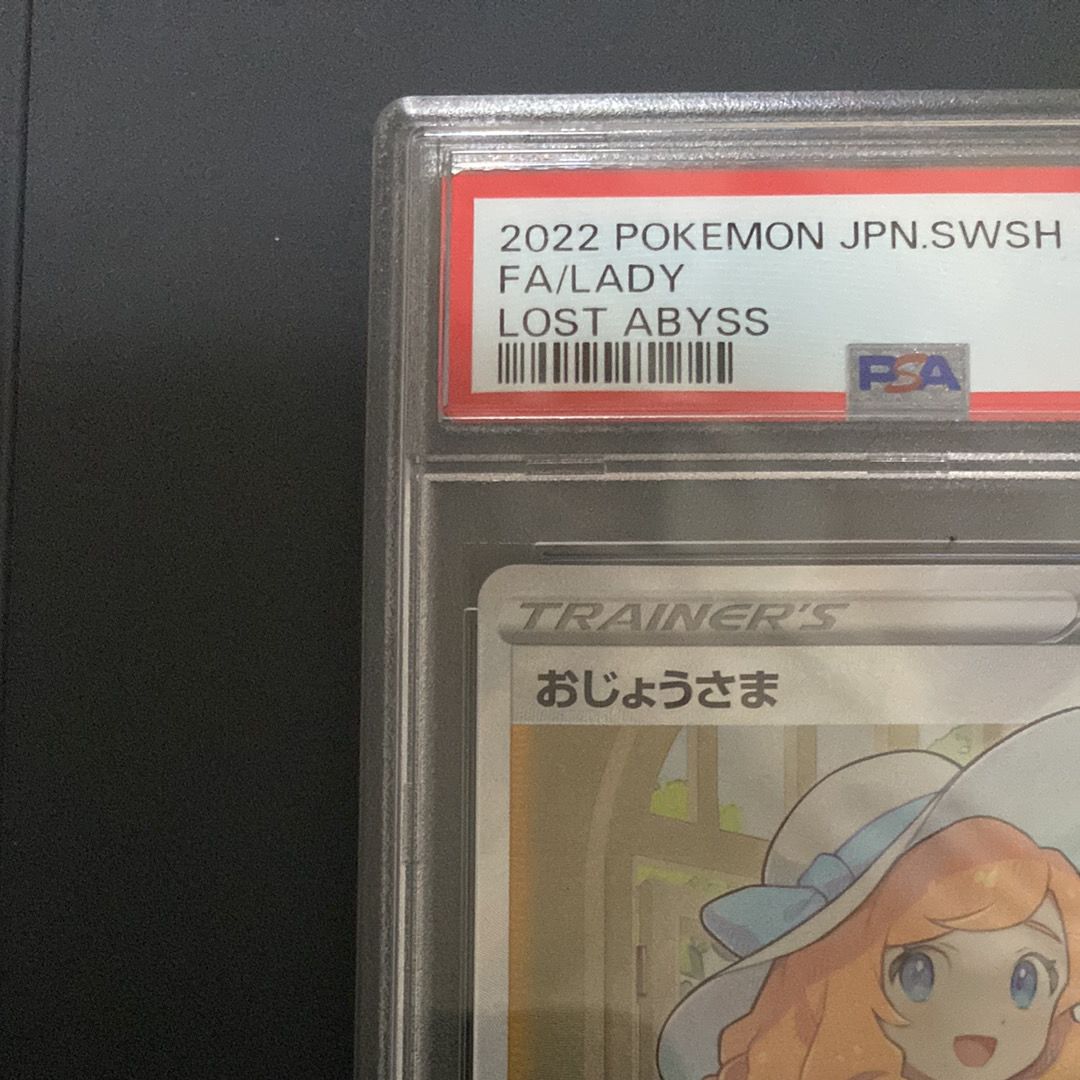 2022 POKEMON JPN.SWSH
FA/LADY
LOST ABYSS
PSA
TRAINER'S
おじょうさま